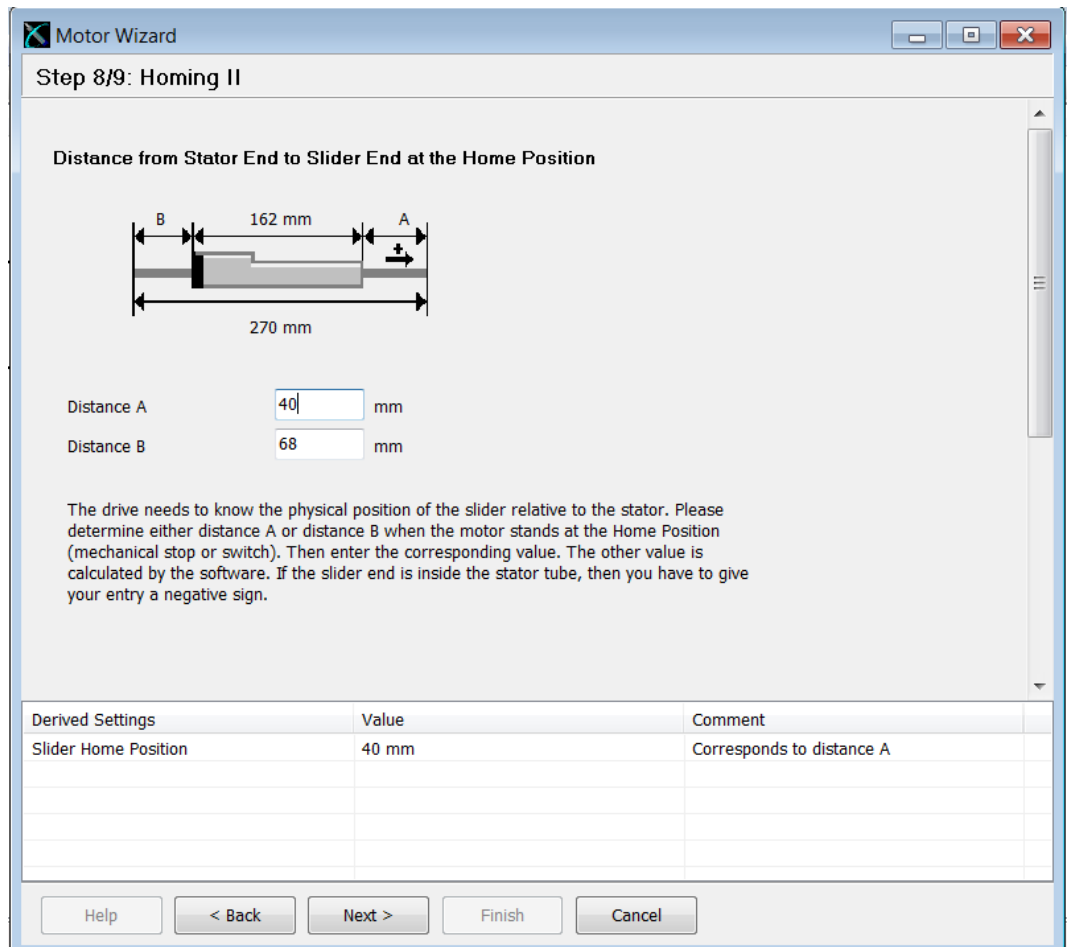 Motor Wizard
Step 8/9: Homing II
Distance from Stator End to Slider End at the Home Position
B 162 mm A
+
270 mm
Distance A 40 mm
Distance B 68 mm
The drive needs to know the physical position of the slider relative to the stator. Please
determine either distance A or distance B when the motor stands at the Home Position
(mechanical stop or switch). Then enter the corresponding value. The other value is
calculated by the software. If the slider end is inside the stator tube, then you have to give
your entry a negative sign.
Derived Settings Value Comment
Slider Home Position 40 mm Corresponds to distance A
Help < Back Next > Finish Cancel